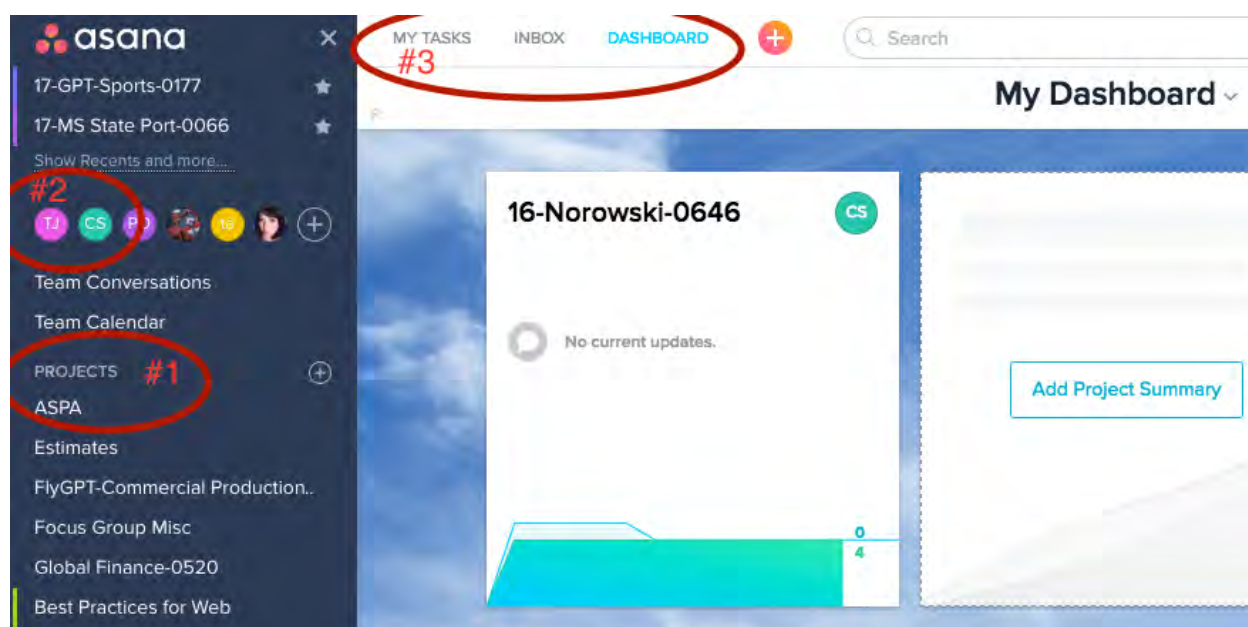 asana
×
MY TASKS INBOX DASHBOARD
#3
Search
17-GPT-Sports-0177
17-MS State Port-0066
My Dashboard
Show Recents and more...
#2
TJ CS PD te
Team Conversations
Team Calendar
PROJECTS #1
ASPA
Estimates
FlyGPT-Commercial Production..
Focus Group Misc
Global Finance-0520
Best Practices for Web
16-Norowski-0646
CS
No current updates.
0
4
Add Project Summary